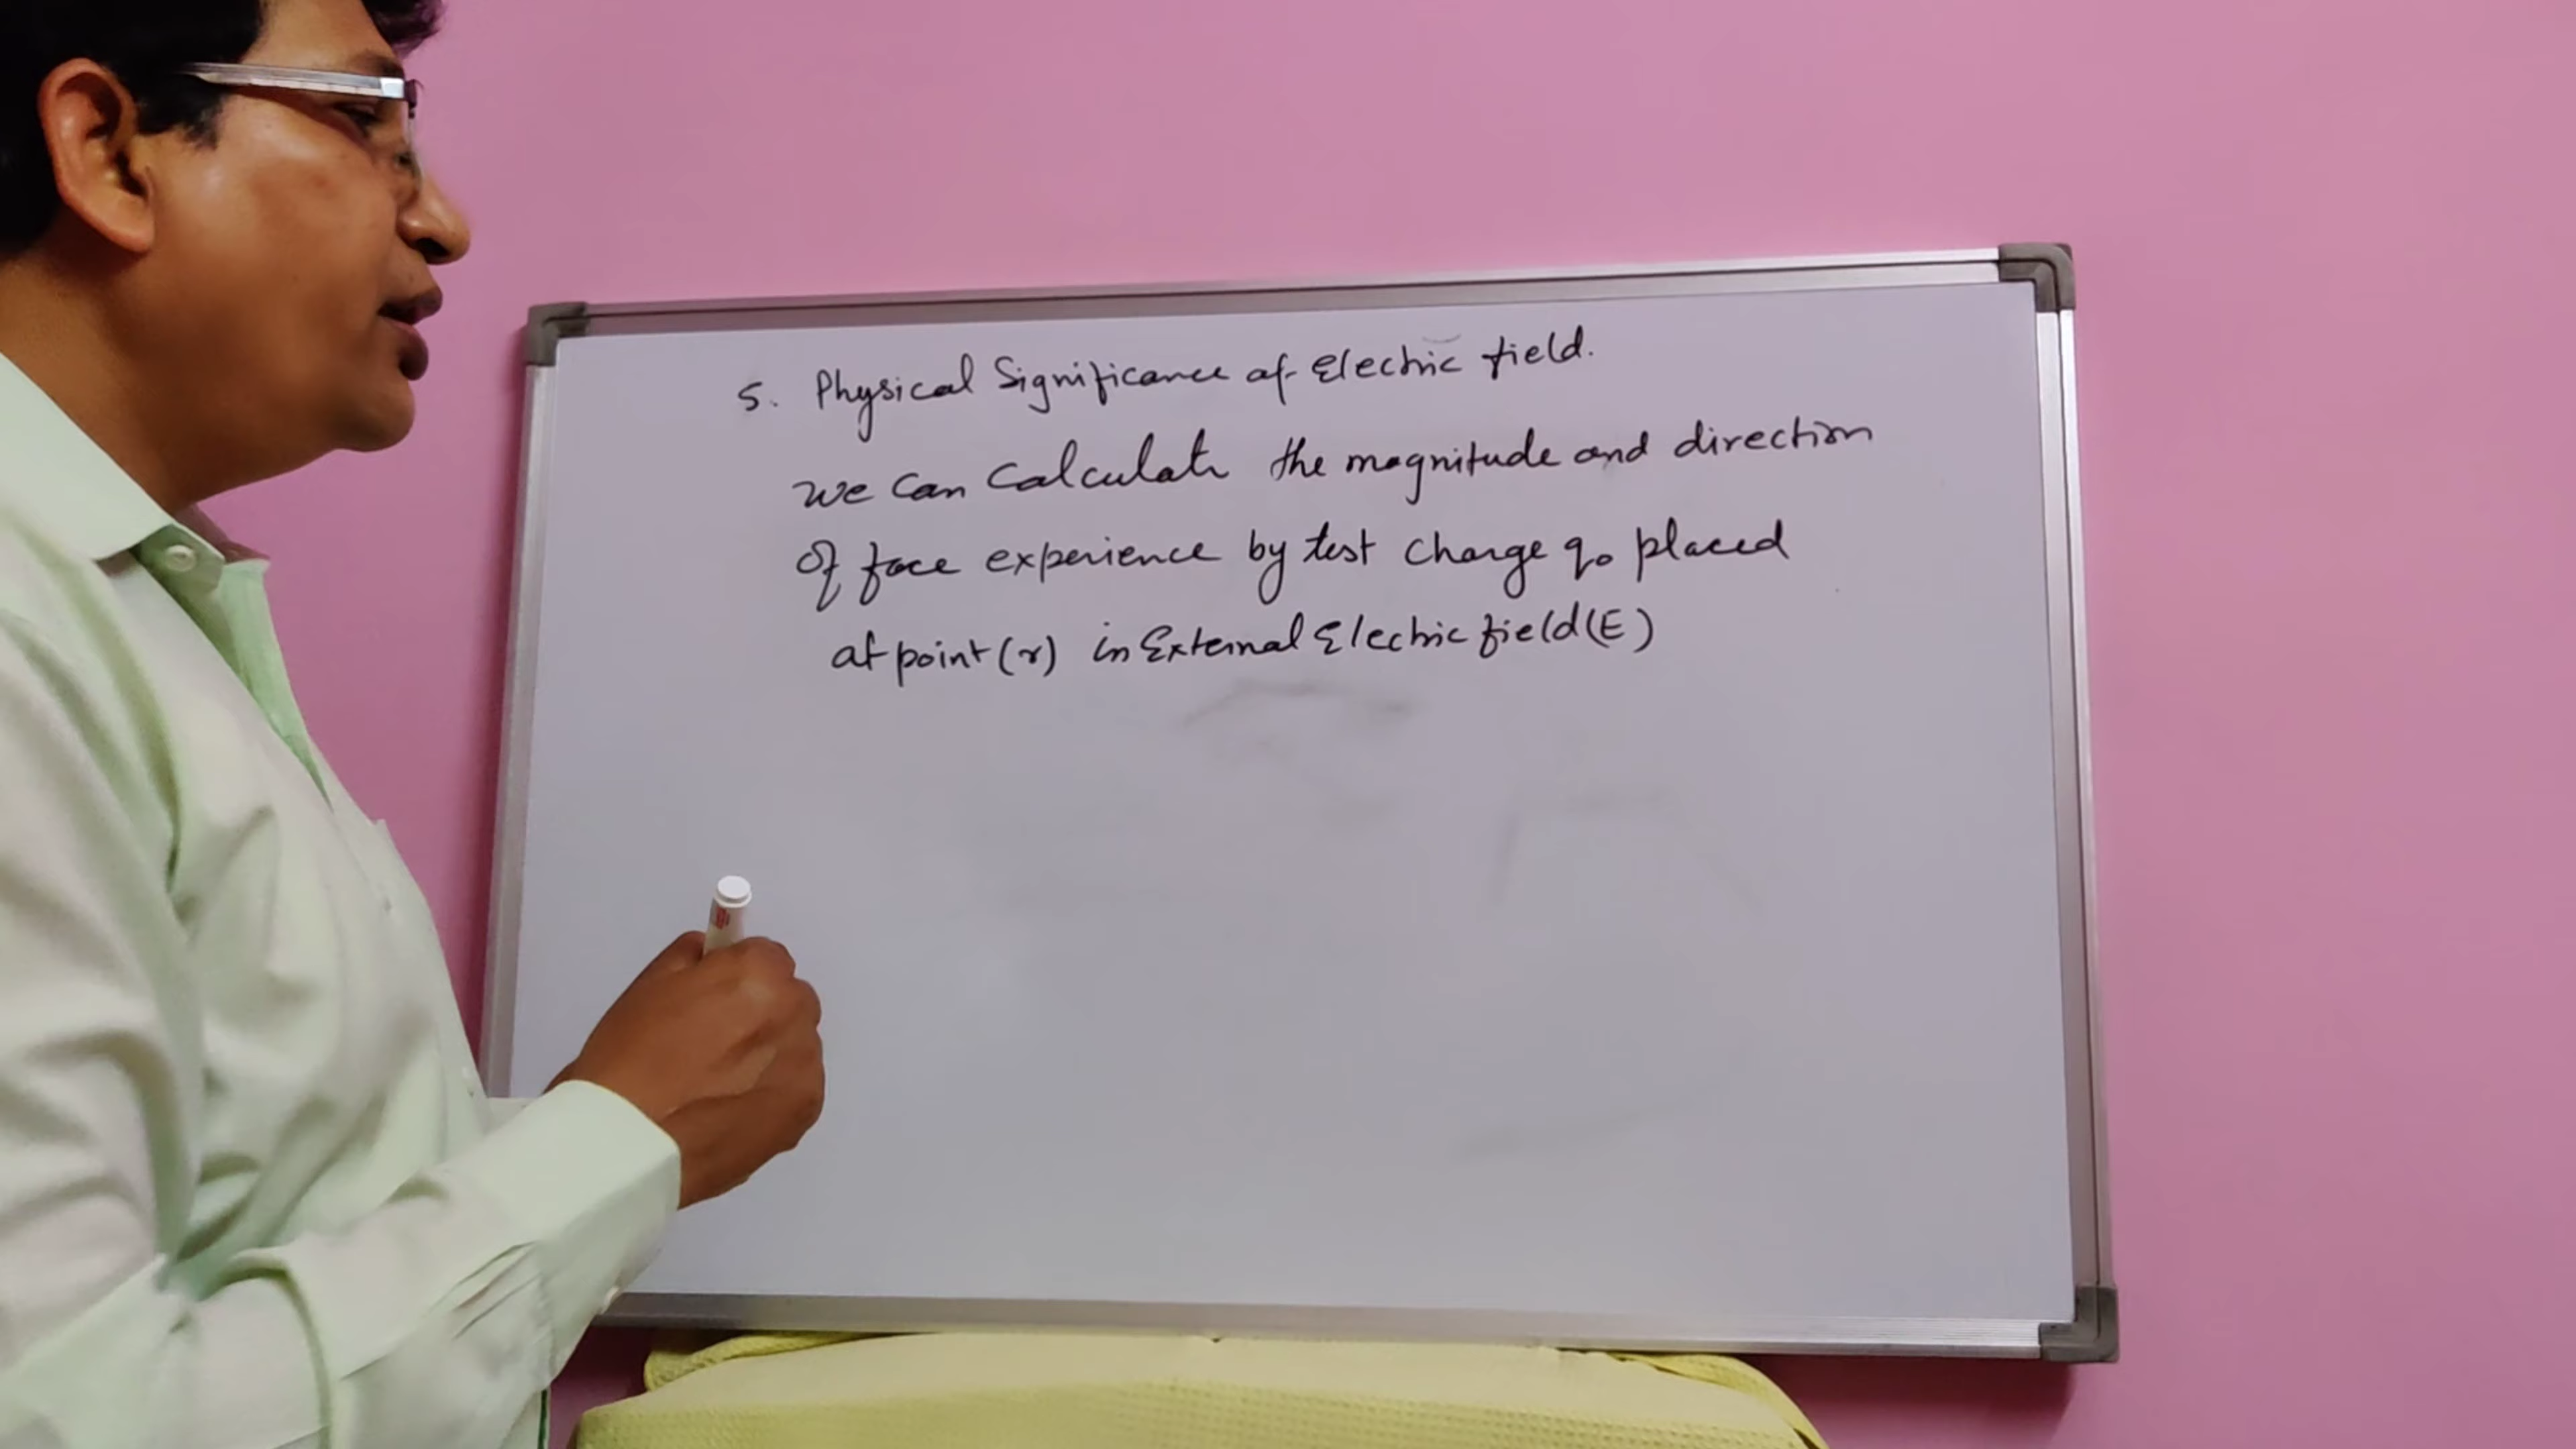 5. Physical Significance of Electric field.
we can calculate the magnitude and direction
of foce experience by test charge q₀ placed
at point (r) in External Electric field (E)